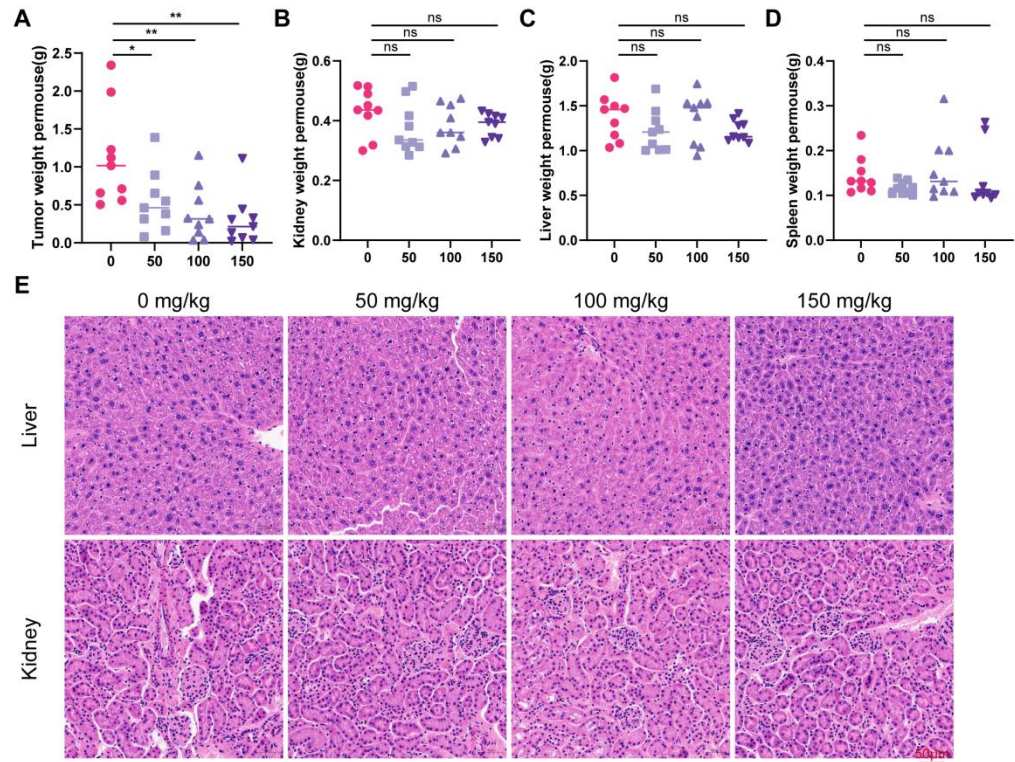 A
**
**
*
Tumor weight permouse(g)
2.5
2.0
1.5
1.0
0.5
0.0
0 50 100 150
B
ns
ns
ns
Kidney weight permouse(g)
0.6
0.4
0.2
0.0
0 50 100 150
C
ns
ns
ns
Liver weight permouse(g)
2.0
1.5
1.0
0.5
0.0
0 50 100 150
D
ns
ns
ns
Spleen weight permouse(g)
0.4
0.3
0.2
0.1
0.0
0 50 100 150
E
0 mg/kg 50 mg/kg 100 mg/kg 150 mg/kg
Liver
Kidney
50μm